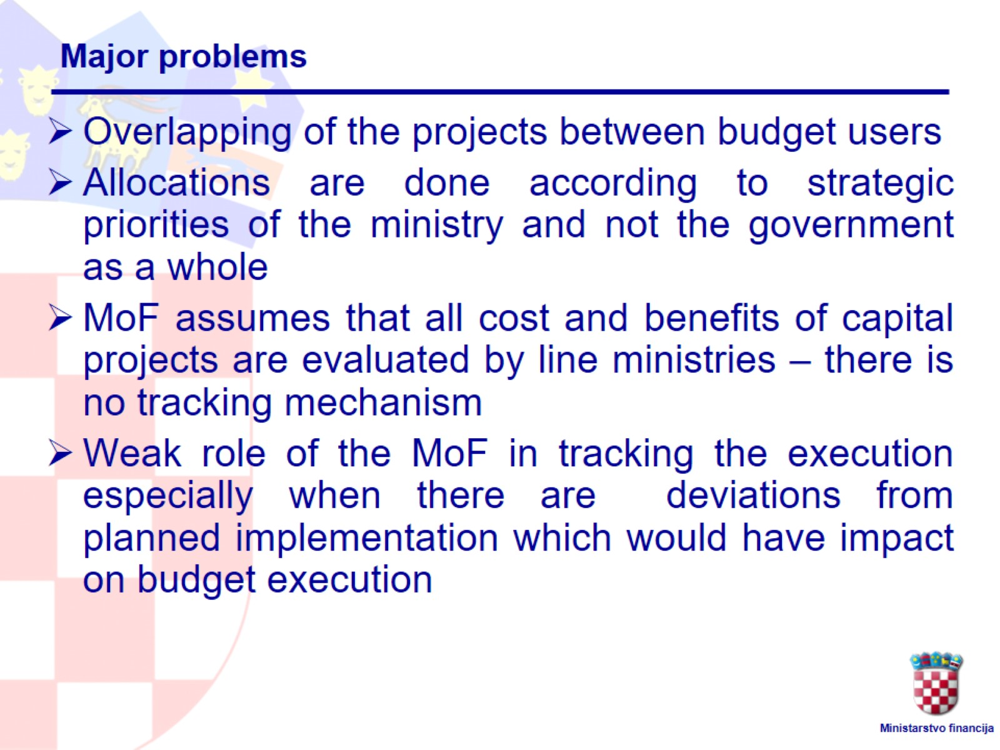 Major problems
➢ Overlapping of the projects between budget users
➢ Allocations are done according to strategic
priorities of the ministry and not the government
as a whole
➢ MoF assumes that all cost and benefits of capital
projects are evaluated by line ministries – there is
no tracking mechanism
➢ Weak role of the MoF in tracking the execution
especially when there are deviations from
planned implementation which would have impact
on budget execution
Ministarstvo financija